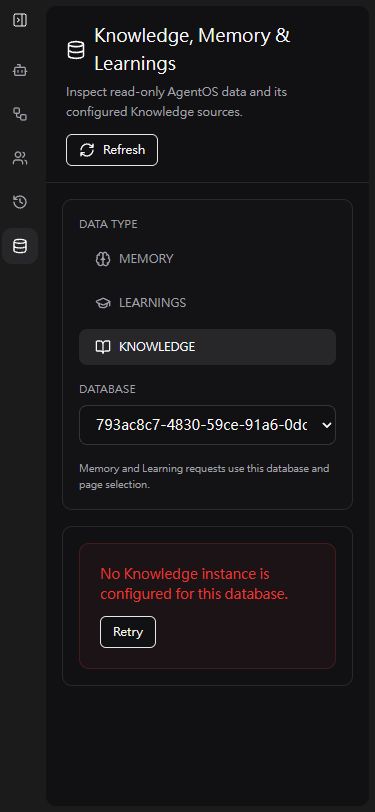 Knowledge, Memory &
Learnings
Inspect read-only AgentOS data and its
configured Knowledge sources.
Refresh
DATA TYPE
MEMORY
LEARNINGS
KNOWLEDGE
DATABASE
793ac8c7-4830-59ce-91a6-0dc
Memory and Learning requests use this database and
page selection.
No Knowledge instance is
configured for this database.
Retry